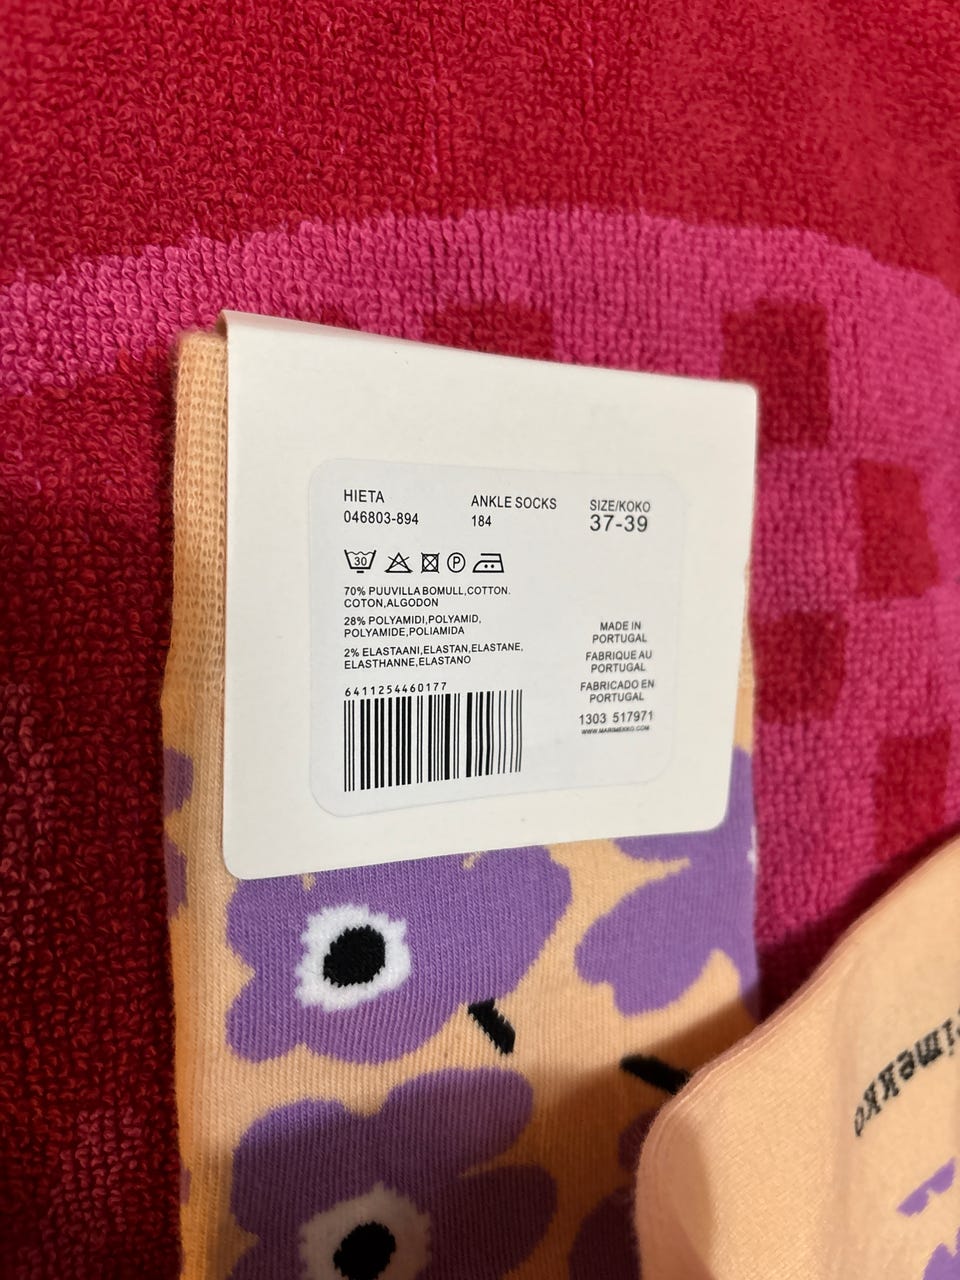 HIETA
046803-894
ANKLE SOCKS
184
SIZE/KOKO
37-39
30
P
70% PUUVILLA BOMULL,COTTON.
COTON,ALGODON
28% POLYAMIDI,POLYAMID,
POLYAMIDE,POLIAMIDA
2% ELASTAANI,ELASTAN,ELASTANE,
ELASTHANNE,ELASTANO
6411254460177
MADE IN
PORTUGAL
FABRIQUE AU
PORTUGAL
FABRICADO EN
PORTUGAL
1303 517971
WWW.MARIMEKKO.COM
rimekko